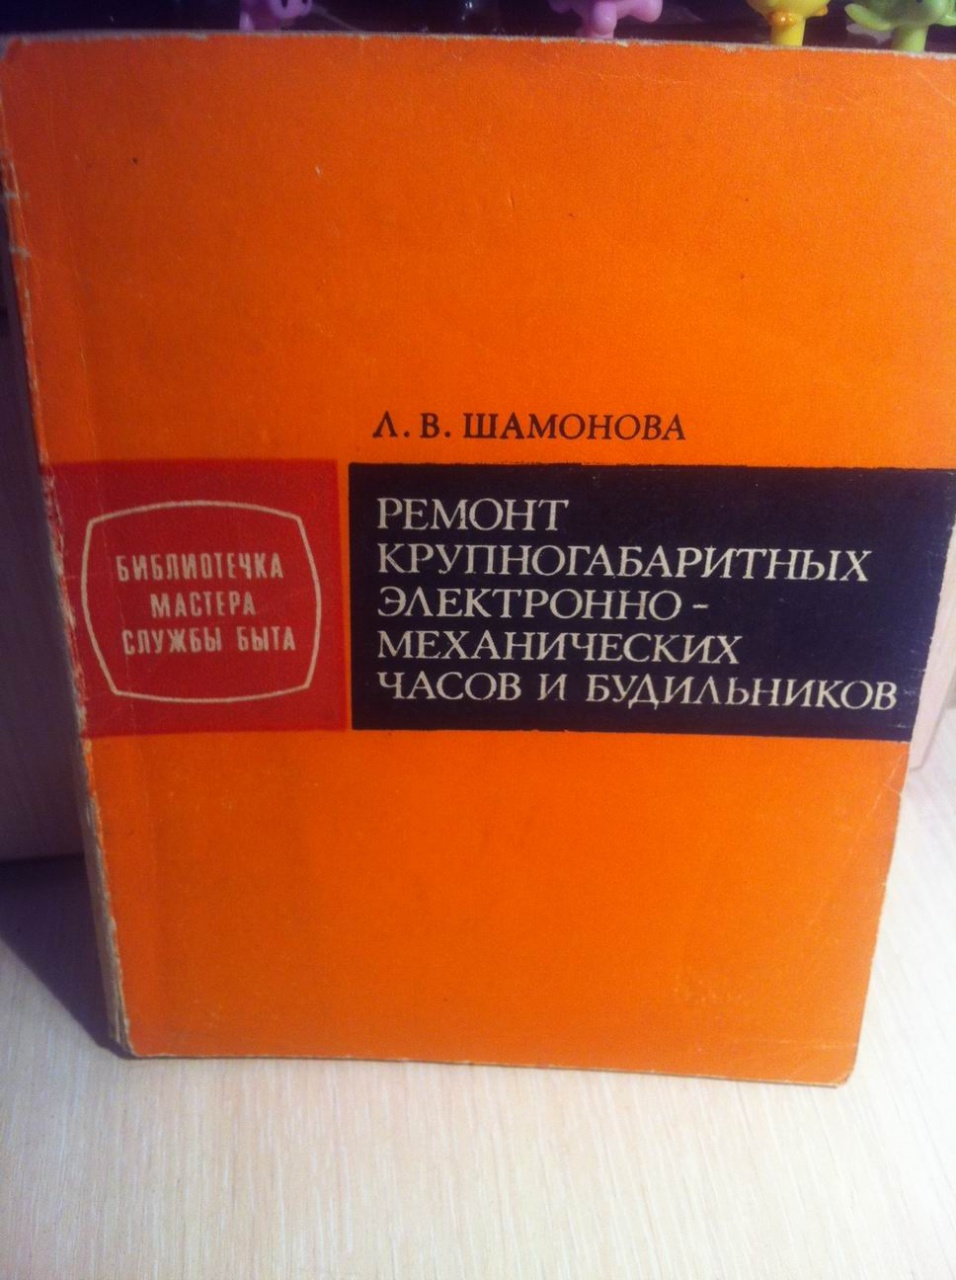 Л. В. ШАМОНОВА
БИБЛИОТЕЧКА
МАСТЕРА
СЛУЖБЫ БЫТА
РЕМОНТ
КРУПНОГАБАРИТНЫХ
ЭЛЕКТРОННО-
МЕХАНИЧЕСКИХ
ЧАСОВ И БУДИЛЬНИКОВ